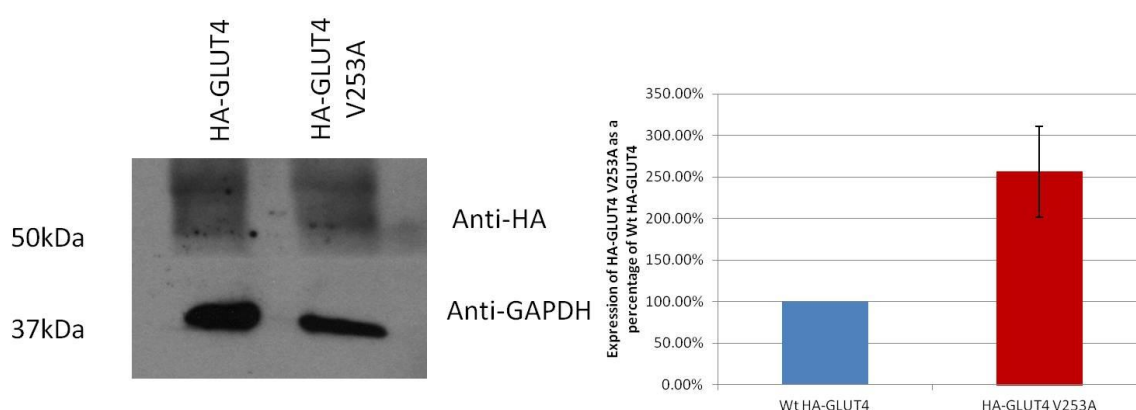 HA-GLUT4
HA-GLUT4
V253A
50kDa
37kDa
Anti-HA
Anti-GAPDH
Expression of HA-GLUT4 V253A as a
percentage of Wt HA-GLUT4
350.00%
300.00%
250.00%
200.00%
150.00%
100.00%
50.00%
0.00%
Wt HA-GLUT4
HA-GLUT4 V253A